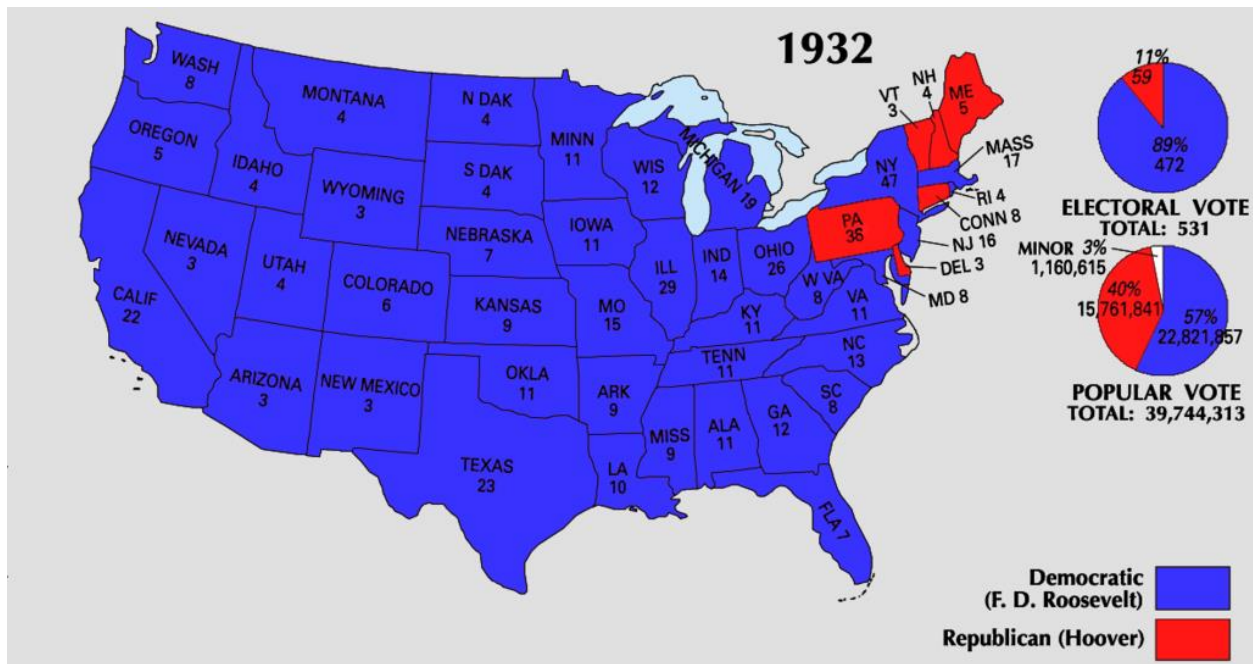 1932
WASH
8
OREGON
5
CALIF
22
NEVADA
3
IDAHO
4
MONTANA
4
WYOMING
3
UTAH
4
COLORADO
6
ARIZONA
3
NEW MEXICO
3
N DAK
4
S DAK
4
NEBRASKA
7
KANSAS
9
OKLA
11
TEXAS
23
MINN
11
IOWA
11
MO
15
ARK
9
LA
10
WIS
12
ILL
29
MICHIGAN 19
IND
14
OHIO
26
KY
11
TENN
11
MISS
9
ALA
11
GA
12
FLA 7
SC
8
NC
13
VA
11
W VA
8
PA
36
NY
47
VT
3
NH
4
ME
5
MASS
17
RI 4
CONN 8
NJ 16
DEL 3
MD 8
11%
59
89%
472
ELECTORAL VOTE
TOTAL: 531
MINOR 3%
1,160,615
40%
15,761,841
57%
22,821,857
POPULAR VOTE
TOTAL: 39,744,313
Democratic
(F. D. Roosevelt)
Republican (Hoover)